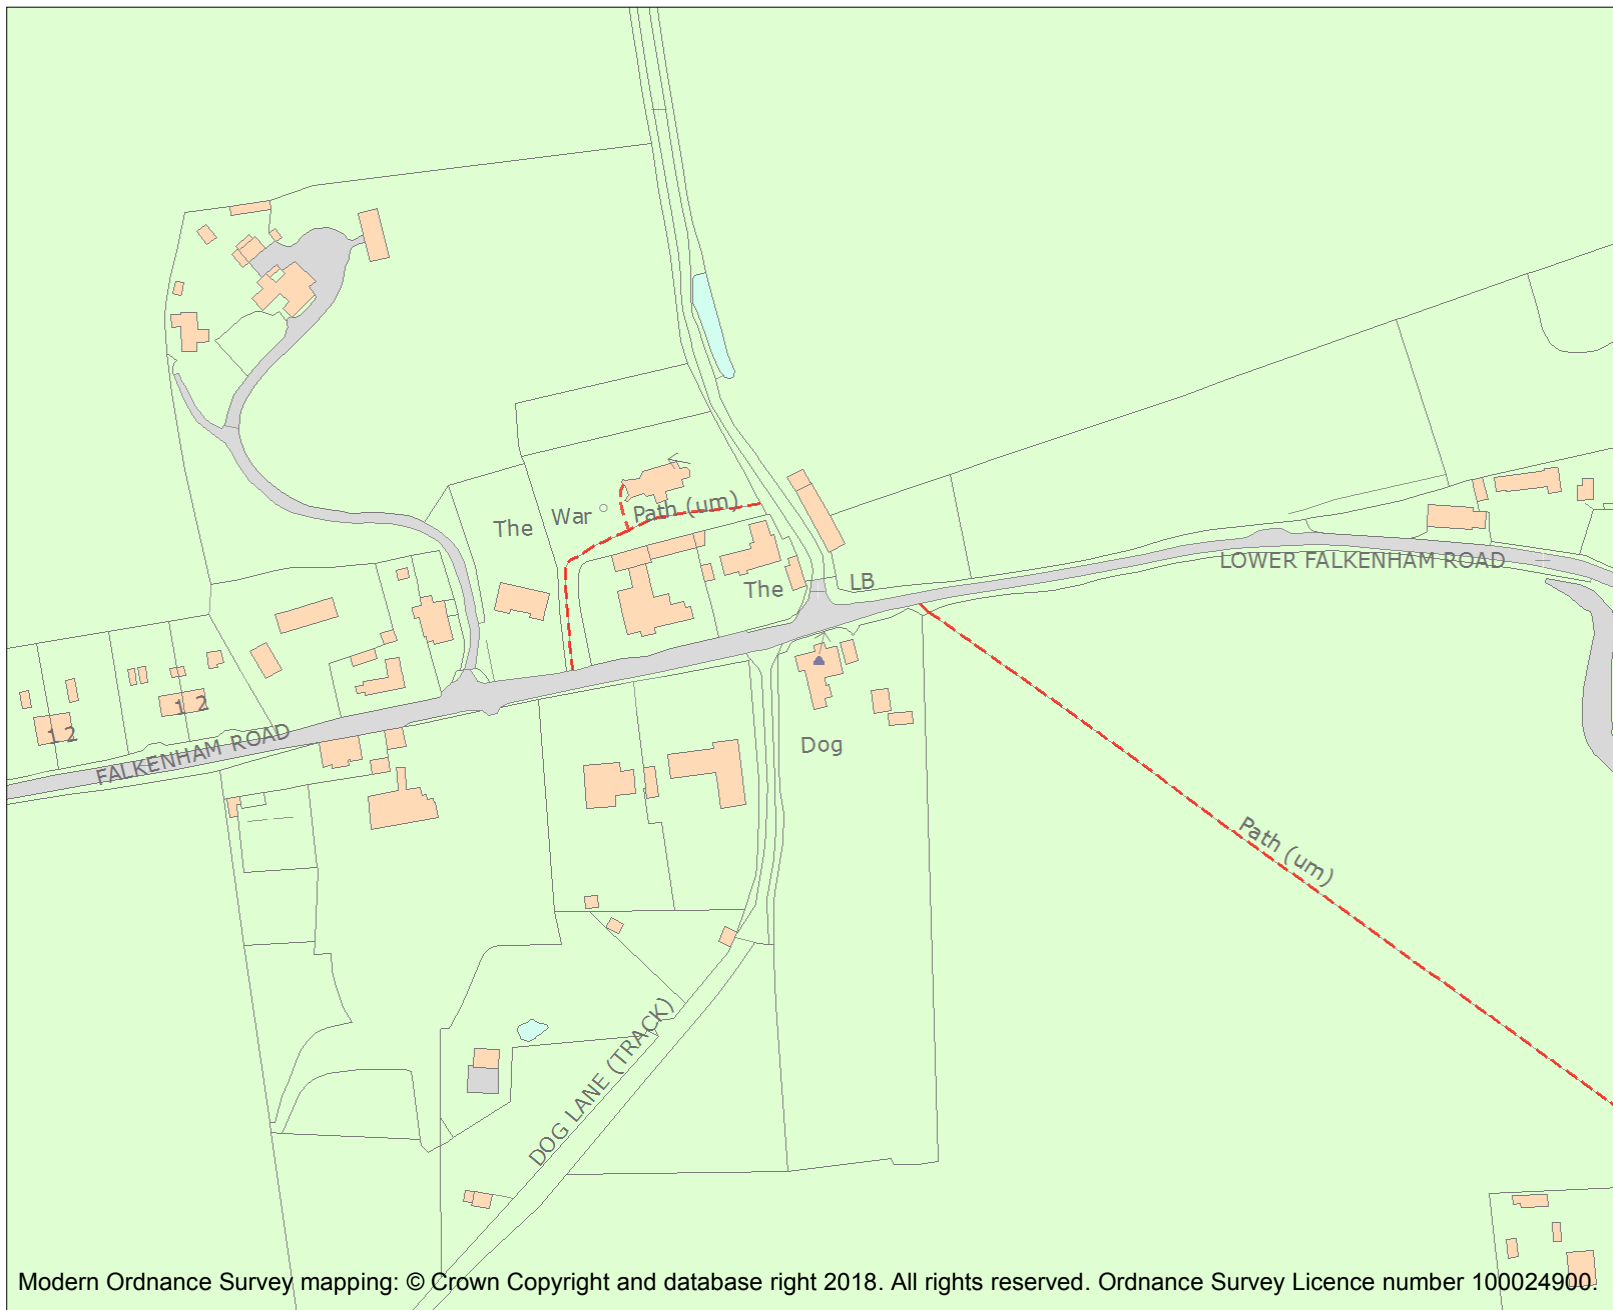 The
War
Path (um)
The
LB
LOWER FALKENHAM ROAD
1 2
1 2
FALKENHAM ROAD
Dog
Path (um)
DOG LANE (TRACK)
Modern Ordnance Survey mapping: © Crown Copyright and database right 2018. All rights reserved. Ordnance Survey Licence number 100024900.